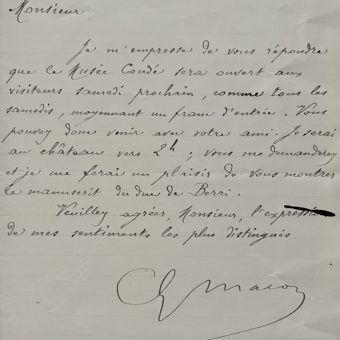 Monsieur
Je m'empresse de vous répondre
que le Musée Condé sera ouvert aux
visiteurs samedi prochain, comme tous les
samedis, moyennant un franc d'entrée. Vous
pouvez donc venir avec votre ami. Je serai
au château vers 2h ; vous me demanderez
et je me ferai un plaisir de vous montrer
le manuscrit du duc de Berri.
Veuillez agréer, Monsieur, l'expression
de mes sentiments les plus distingués
G Macon